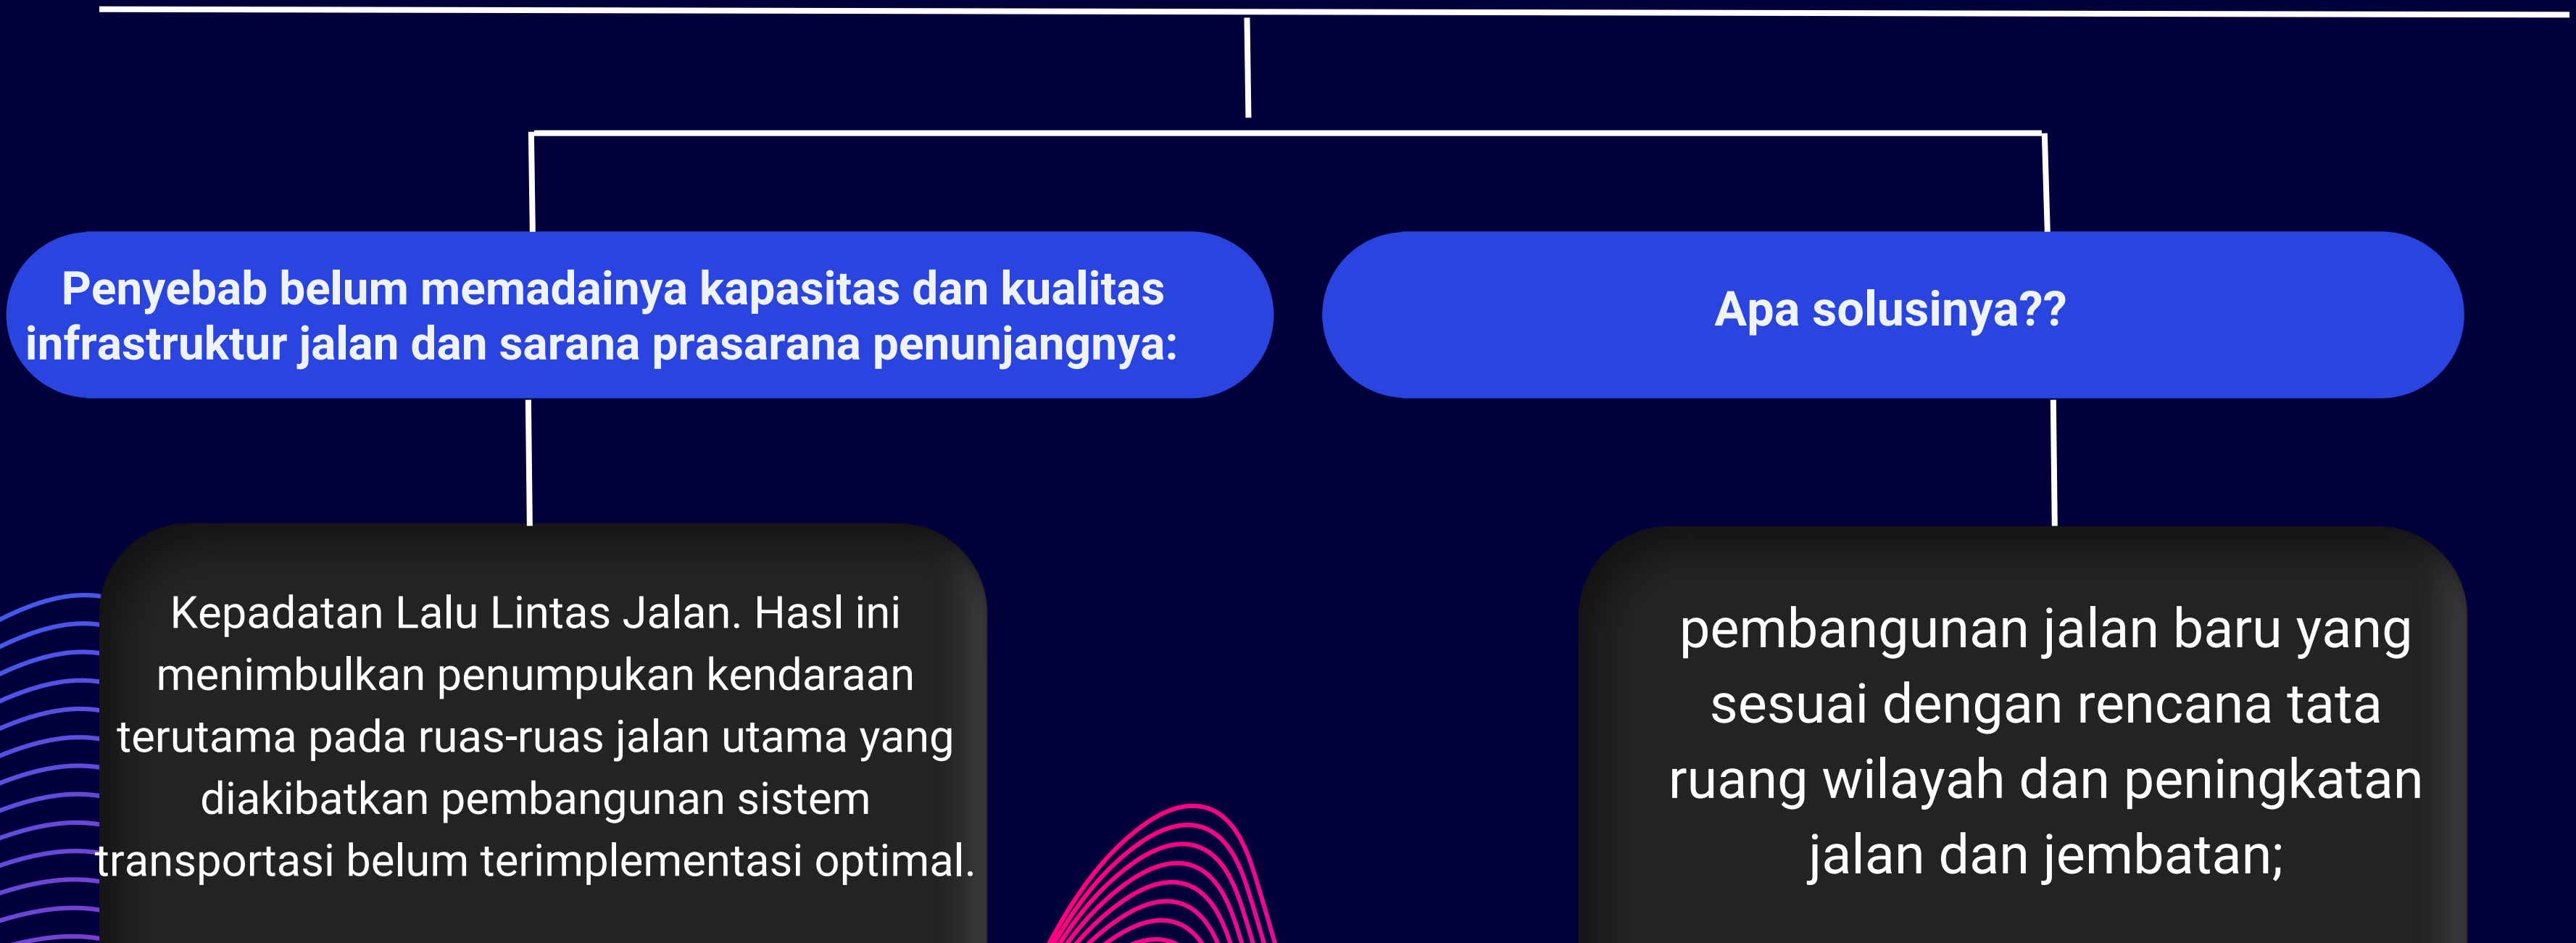 Penyebab belum memadainya kapasitas dan kualitas
infrastruktur jalan dan sarana prasarana penunjangnya:
Apa solusinya??
Kepadatan Lalu Lintas Jalan. Hasl ini
menimbulkan penumpukan kendaraan
terutama pada ruas-ruas jalan utama yang
diakibatkan pembangunan sistem
transportasi belum terimplementasi optimal.
pembangunan jalan baru yang
sesuai dengan rencana tata
ruang wilayah dan peningkatan
jalan dan jembatan;